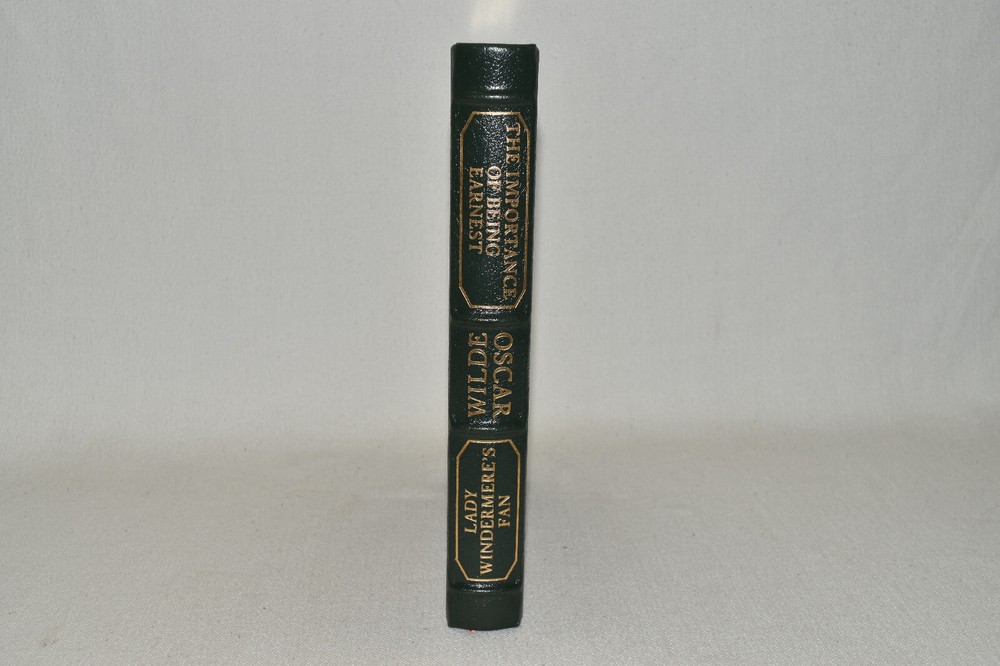 THE IMPORTANCE
OF BEING
EARNEST
OSCAR
WILDE
LADY
WINDERMERE'S
FAN